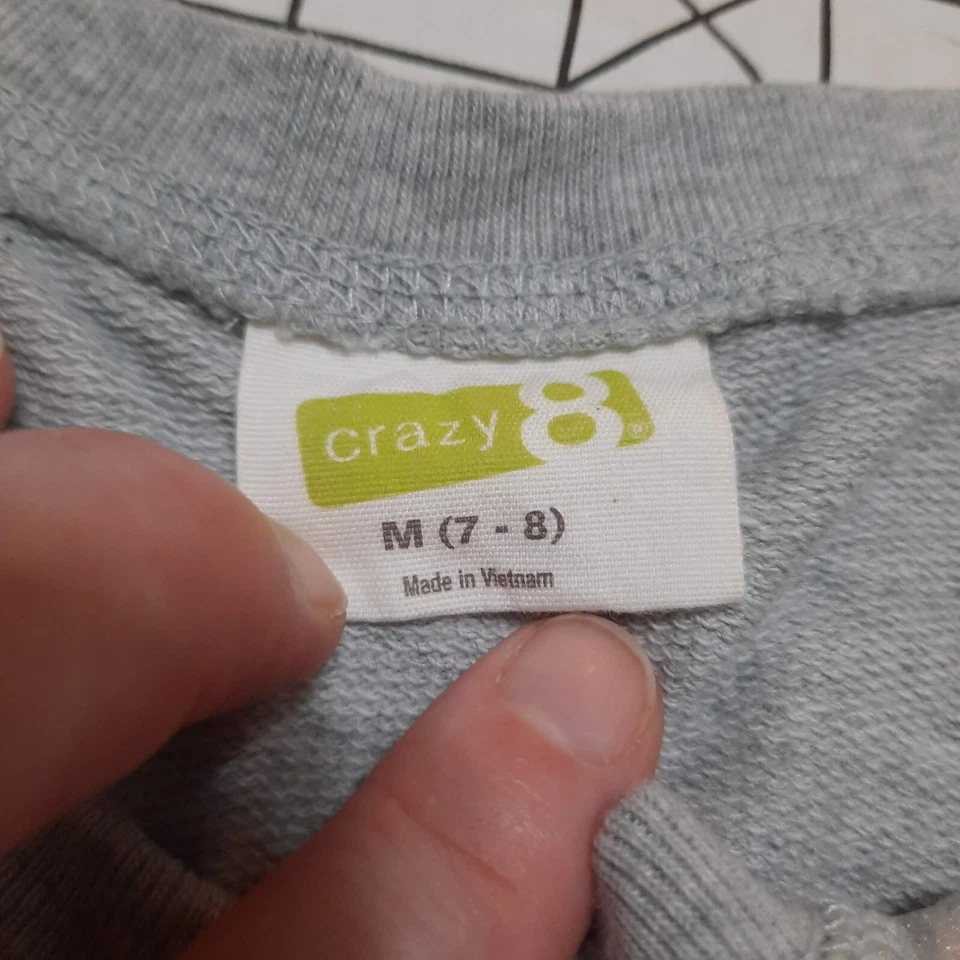 crazy 8
M (7 - 8)
Made in Vietnam